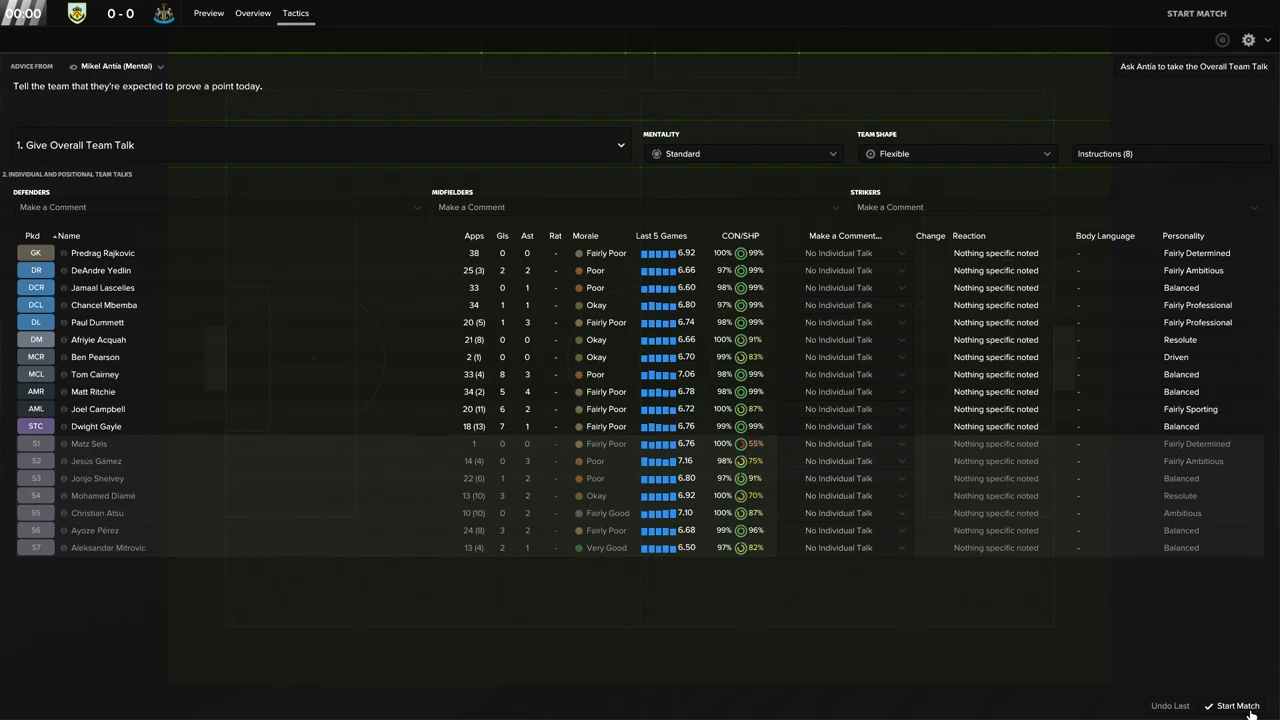 00:00 0 - 0 Preview Overview Tactics START MATCH
ADVICE FROM Mikel Antía (Mental) Ask Antía to take the Overall Team Talk
Tell the team that they're expected to prove a point today.
MENTALITY TEAM SHAPE
1. Give Overall Team Talk Standard Flexible Instructions (8)
2. INDIVIDUAL AND POSITIONAL TEAM TALKS
DEFENDERS MIDFIELDERS STRIKERS
Make a Comment Make a Comment Make a Comment
Pkd Name Apps Gls Ast Rat Morale Last 5 Games CON/SHP Make a Comment... Change Reaction Body Language Personality
GK Predrag Rajkovic 38 0 0 - Fairly Poor 6.92 100% 99% No Individual Talk Nothing specific noted - Fairly Determined
DR DeAndre Yedlin 25 (3) 2 2 - Poor 6.66 97% 99% No Individual Talk Nothing specific noted - Fairly Ambitious
DCR Jamaal Lascelles 33 0 1 - Poor 6.60 98% 99% No Individual Talk Nothing specific noted - Balanced
DCL Chancel Mbemba 34 1 1 - Okay 6.80 97% 99% No Individual Talk Nothing specific noted - Fairly Professional
DL Paul Dummett 20 (5) 1 3 - Fairly Poor 6.74 98% 99% No Individual Talk Nothing specific noted - Fairly Professional
DM Afriyie Acquah 21 (8) 0 0 - Okay 6.66 100% 91% No Individual Talk Nothing specific noted - Resolute
MCR Ben Pearson 2 (1) 0 0 - Okay 6.70 99% 83% No Individual Talk Nothing specific noted - Driven
MCL Tom Cairney 33 (4) 8 3 - Poor 7.06 98% 99% No Individual Talk Nothing specific noted - Balanced
AMR Matt Ritchie 34 (2) 5 4 - Fairly Poor 6.78 98% 99% No Individual Talk Nothing specific noted - Balanced
AML Joel Campbell 20 (11) 6 2 - Fairly Poor 6.72 100% 87% No Individual Talk Nothing specific noted - Fairly Sporting
STC Dwight Gayle 18 (13) 7 1 - Fairly Poor 6.76 99% 99% No Individual Talk Nothing specific noted - Balanced
S1 Matz Sels 1 0 0 - Fairly Poor 6.76 100% 55% No Individual Talk Nothing specific noted - Fairly Determined
S2 Jesús Gámez 14 (4) 0 3 - Poor 7.16 98% 75% No Individual Talk Nothing specific noted - Fairly Ambitious
S3 Jonjo Shelvey 22 (6) 1 2 - Poor 6.80 97% 91% No Individual Talk Nothing specific noted - Balanced
S4 Mohamed Diamé 13 (10) 3 2 - Okay 6.92 100% 70% No Individual Talk Nothing specific noted - Resolute
S5 Christian Atsu 10 (10) 0 2 - Fairly Good 7.10 100% 87% No Individual Talk Nothing specific noted - Ambitious
S6 Ayoze Pérez 24 (8) 3 2 - Fairly Poor 6.68 99% 96% No Individual Talk Nothing specific noted - Balanced
S7 Aleksandar Mitrovic 13 (4) 2 1 - Very Good 6.50 97% 82% No Individual Talk Nothing specific noted - Balanced
Undo Last Start Match